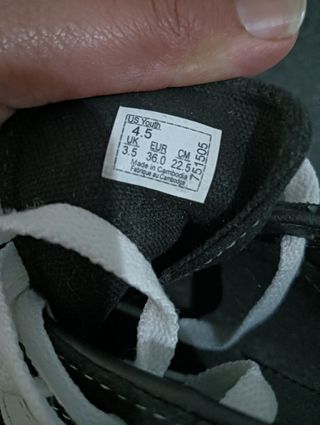 US Youth
4.5
UK EUR CM
3.5 36.0 22.5
Made in Cambodia
Fabrique au Cambodge
751505